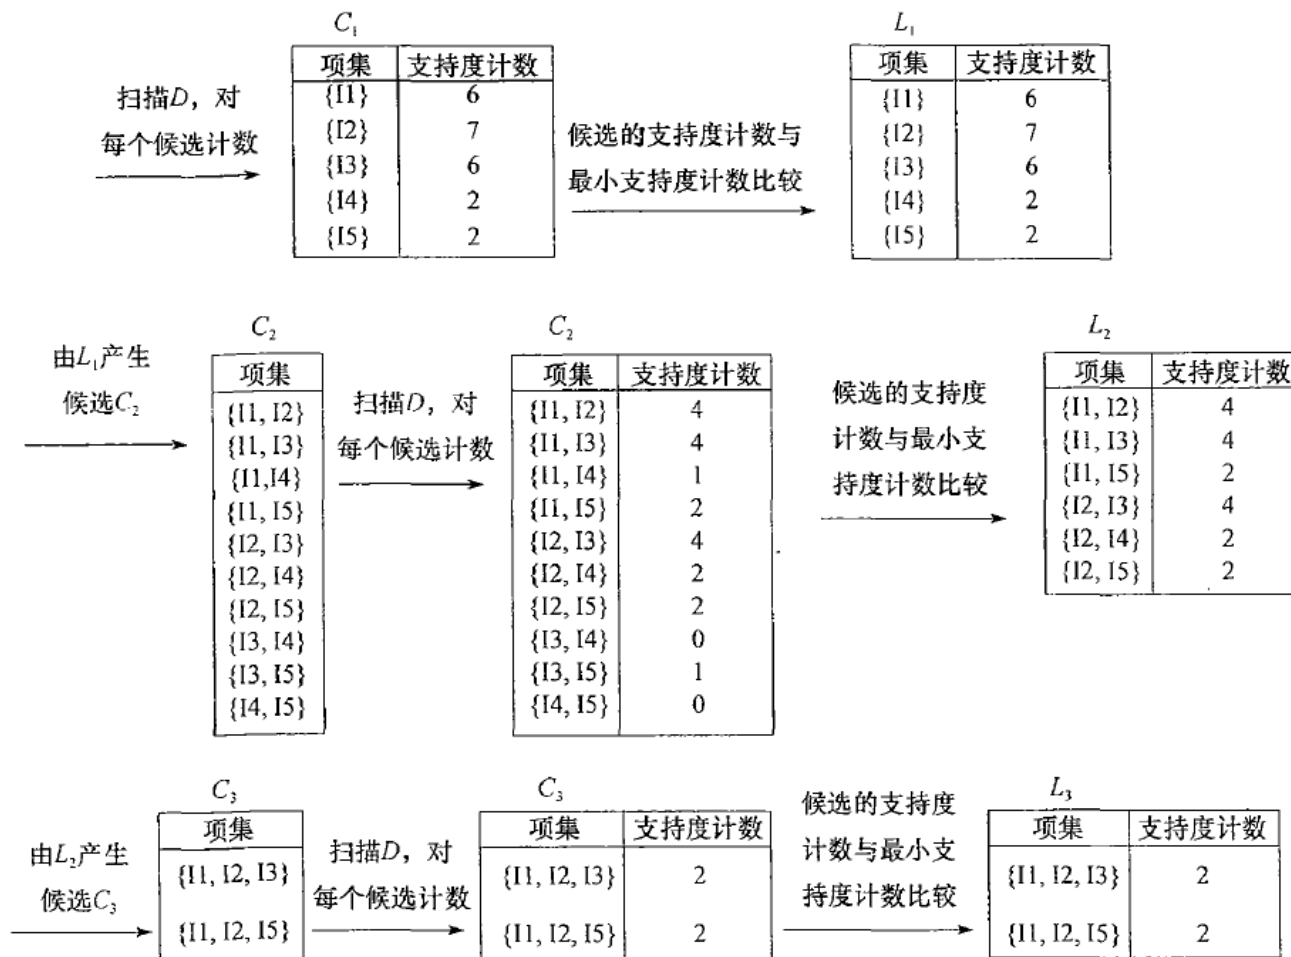 C₁
项集 支持度计数
{I1} 6
{I2} 7
{I3} 6
{I4} 2
{I5} 2
扫描D，对
每个候选计数
候选的支持度计数与
最小支持度计数比较
L₁
项集 支持度计数
{I1} 6
{I2} 7
{I3} 6
{I4} 2
{I5} 2
由L₁产生
候选C₂
C₂
项集
{I1, I2}
{I1, I3}
{I1,I4}
{I1, I5}
{I2, I3}
{I2, I4}
{I2, I5}
{I3, I4}
{I3, I5}
{I4, I5}
扫描D，对
每个候选计数
C₂
项集 支持度计数
{I1, I2} 4
{I1, I3} 4
{I1, I4} 1
{I1, I5} 2
{I2, I3} 4
{I2, I4} 2
{I2, I5} 2
{I3, I4} 0
{I3, I5} 1
{I4, I5} 0
候选的支持度
计数与最小支
持度计数比较
L₂
项集 支持度计数
{I1, I2} 4
{I1, I3} 4
{I1, I5} 2
{I2, I3} 4
{I2, I4} 2
{I2, I5} 2
由L₂产生
候选C₃
C₃
项集
{I1, I2, I3}
{I1, I2, I5}
扫描D，对
每个候选计数
C₃
项集 支持度计数
{I1, I2, I3} 2
{I1, I2, I5} 2
候选的支持度
计数与最小支
持度计数比较
L₃
项集 支持度计数
{I1, I2, I3} 2
{I1, I2, I5} 2